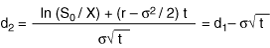 d₂ = ln (S₀ / X) + (r – σ² / 2) t / σ√t = d₁– σ√t